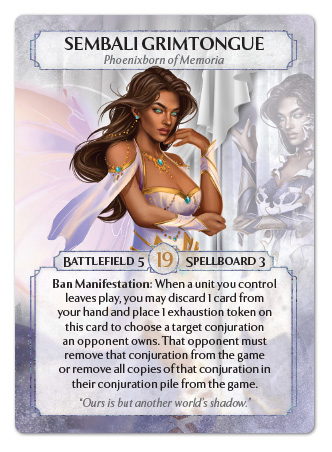 SEMBALI GRIMTONGUE
Phoenixborn of Memoria
BATTLEFIELD 5 19 SPELLBOARD 3
Ban Manifestation: When a unit you control
leaves play, you may discard 1 card from
your hand and place 1 exhaustion token on
this card to choose a target conjuration
an opponent owns. That opponent must
remove that conjuration from the game
or remove all copies of that conjuration in
their conjuration pile from the game.
"Ours is but another world's shadow."